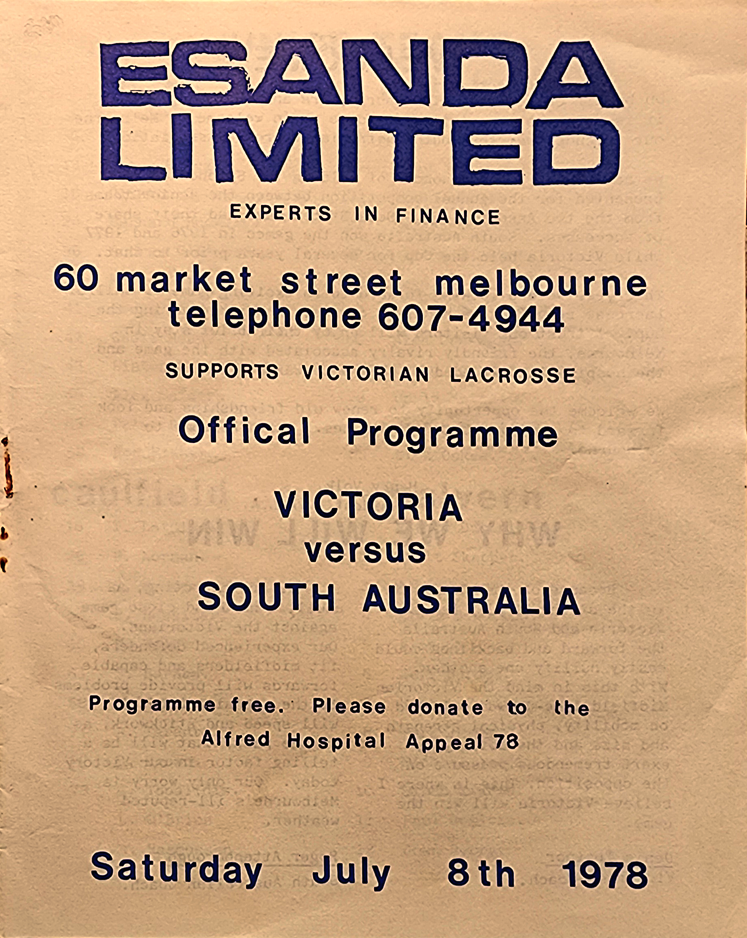 ESANDA
LIMITED
EXPERTS IN FINANCE
60 market street melbourne
telephone 607-4944
SUPPORTS VICTORIAN LACROSSE
Offical Programme
VICTORIA
versus
SOUTH AUSTRALIA
Programme free. Please donate to the
Alfred Hospital Appeal 78
Saturday July 8th 1978